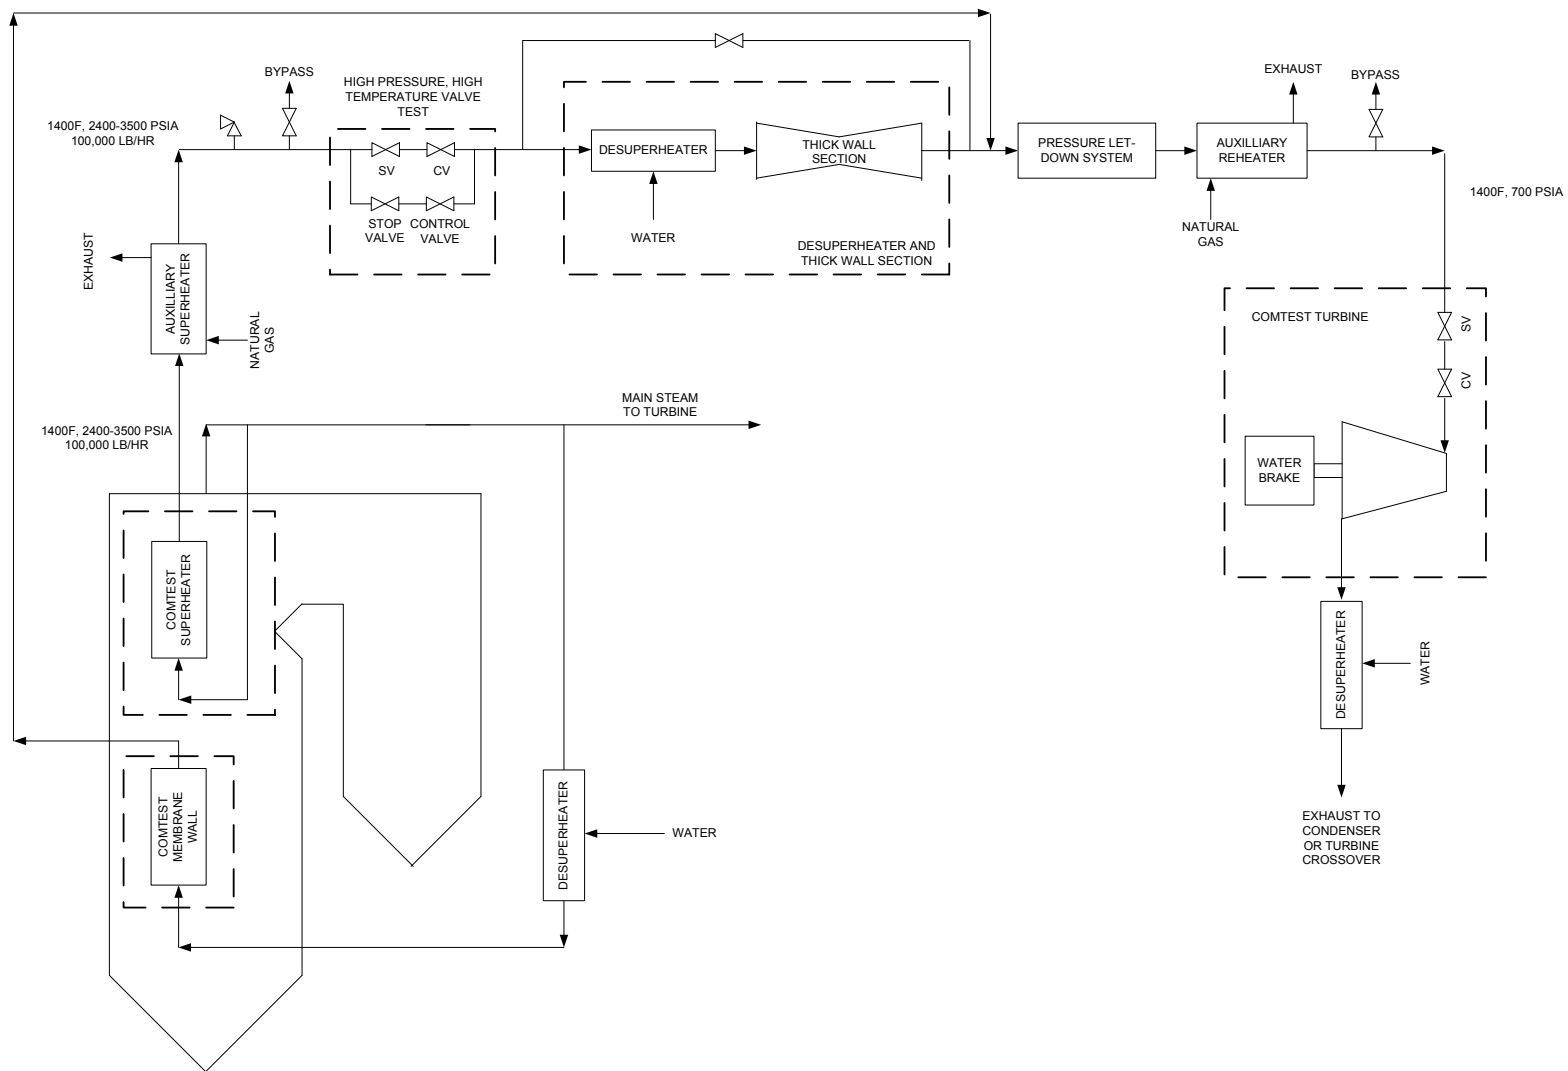 BYPASS
HIGH PRESSURE, HIGH
TEMPERATURE VALVE
TEST
1400F, 2400-3500 PSIA
100,000 LB/HR
SV
CV
STOP
VALVE
CONTROL
VALVE
DESUPERHEATER
THICK WALL
SECTION
WATER
DESUPERHEATER AND
THICK WALL SECTION
PRESSURE LET-
DOWN SYSTEM
EXHAUST
BYPASS
AUXILLIARY
REHEATER
NATURAL
GAS
1400F, 700 PSIA
EXHAUST
AUXILLIARY
SUPERHEATER
NATURAL
GAS
COMTEST TURBINE
SV
CV
WATER
BRAKE
MAIN STEAM
TO TURBINE
1400F, 2400-3500 PSIA
100,000 LB/HR
COMTEST
SUPERHEATER
COMTEST
MEMBRANE
WALL
DESUPERHEATER
WATER
DESUPERHEATER
WATER
EXHAUST TO
CONDENSER
OR TURBINE
CROSSOVER